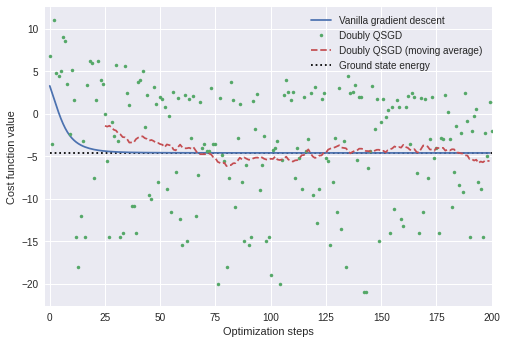 Vanilla gradient descent
Doubly QSGD
Doubly QSGD (moving average)
Ground state energy
10
5
0
−5
−10
−15
−20
Cost function value
0
25
50
75
100
125
150
175
200
Optimization steps